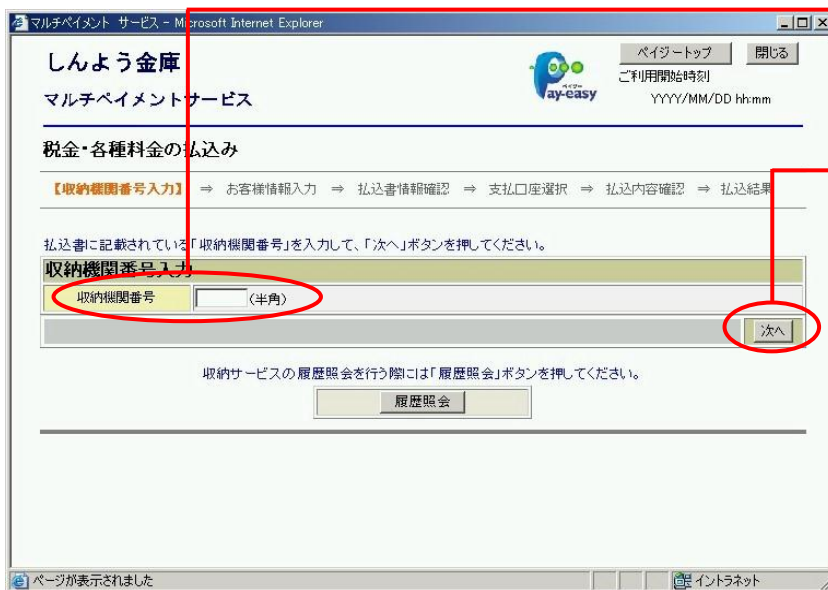 マルチペイメント サービス - Microsoft Internet Explorer
しんよう金庫
マルチペイメントサービス
ペイジー
Pay-easy
ペイジートップ 閉じる
ご利用開始時刻
YYYY/MM/DD hh:mm
税金・各種料金の払込み
【収納機関番号入力】 ⇒ お客様情報入力 ⇒ 払込書情報確認 ⇒ 支払口座選択 ⇒ 払込内容確認 ⇒ 払込結果
払込書に記載されている「収納機関番号」を入力して、「次へ」ボタンを押してください。
収納機関番号入力
収納機関番号 (半角)
次へ
収納サービスの履歴照会を行う際には「履歴照会」ボタンを押してください。
履歴照会
ページが表示されました イントラネット